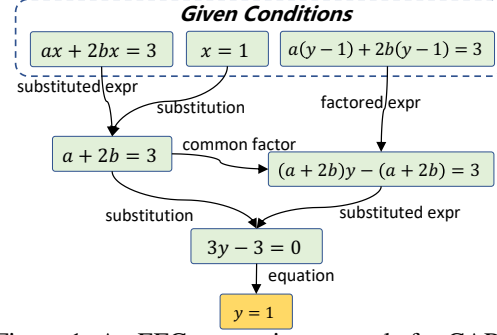 Given Conditions
ax + 2bx = 3
x = 1
a(y − 1) + 2b(y − 1) = 3
substituted expr
substitution
factored expr
a + 2b = 3
common factor
(a + 2b)y − (a + 2b) = 3
substitution
substituted expr
3y − 3 = 0
equation
y = 1